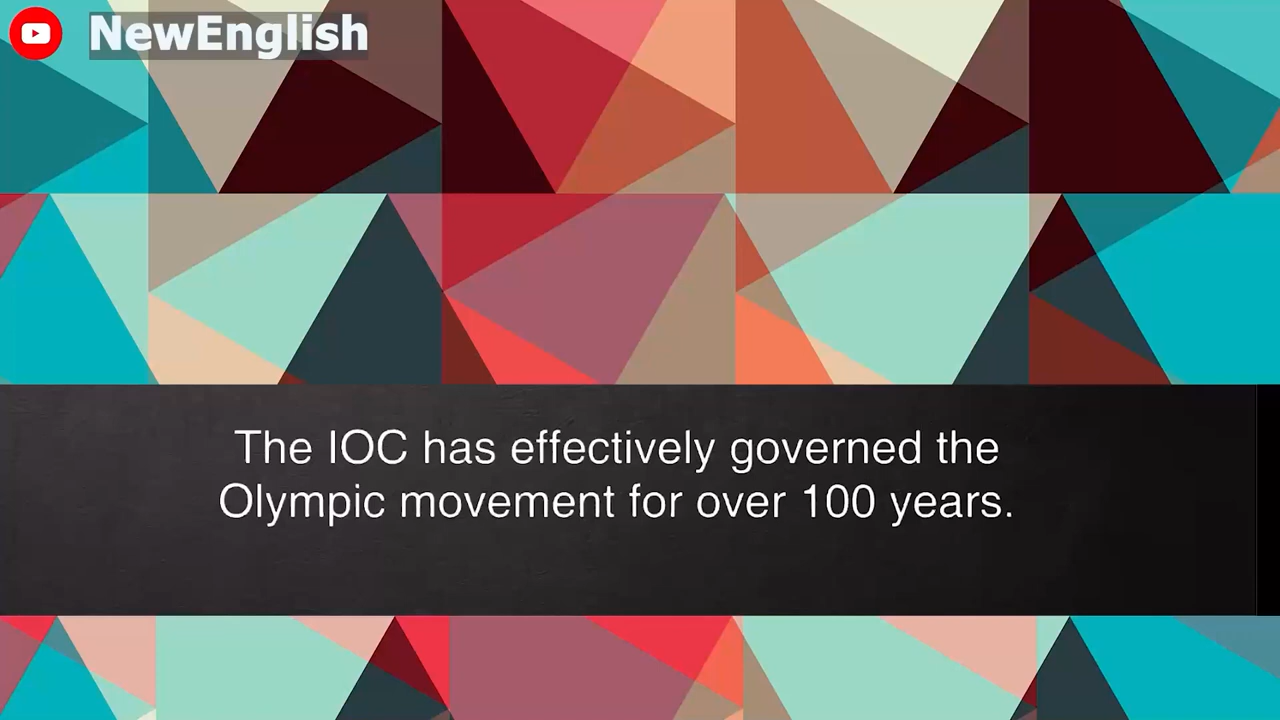 NewEnglish
The IOC has effectively governed the
Olympic movement for over 100 years.